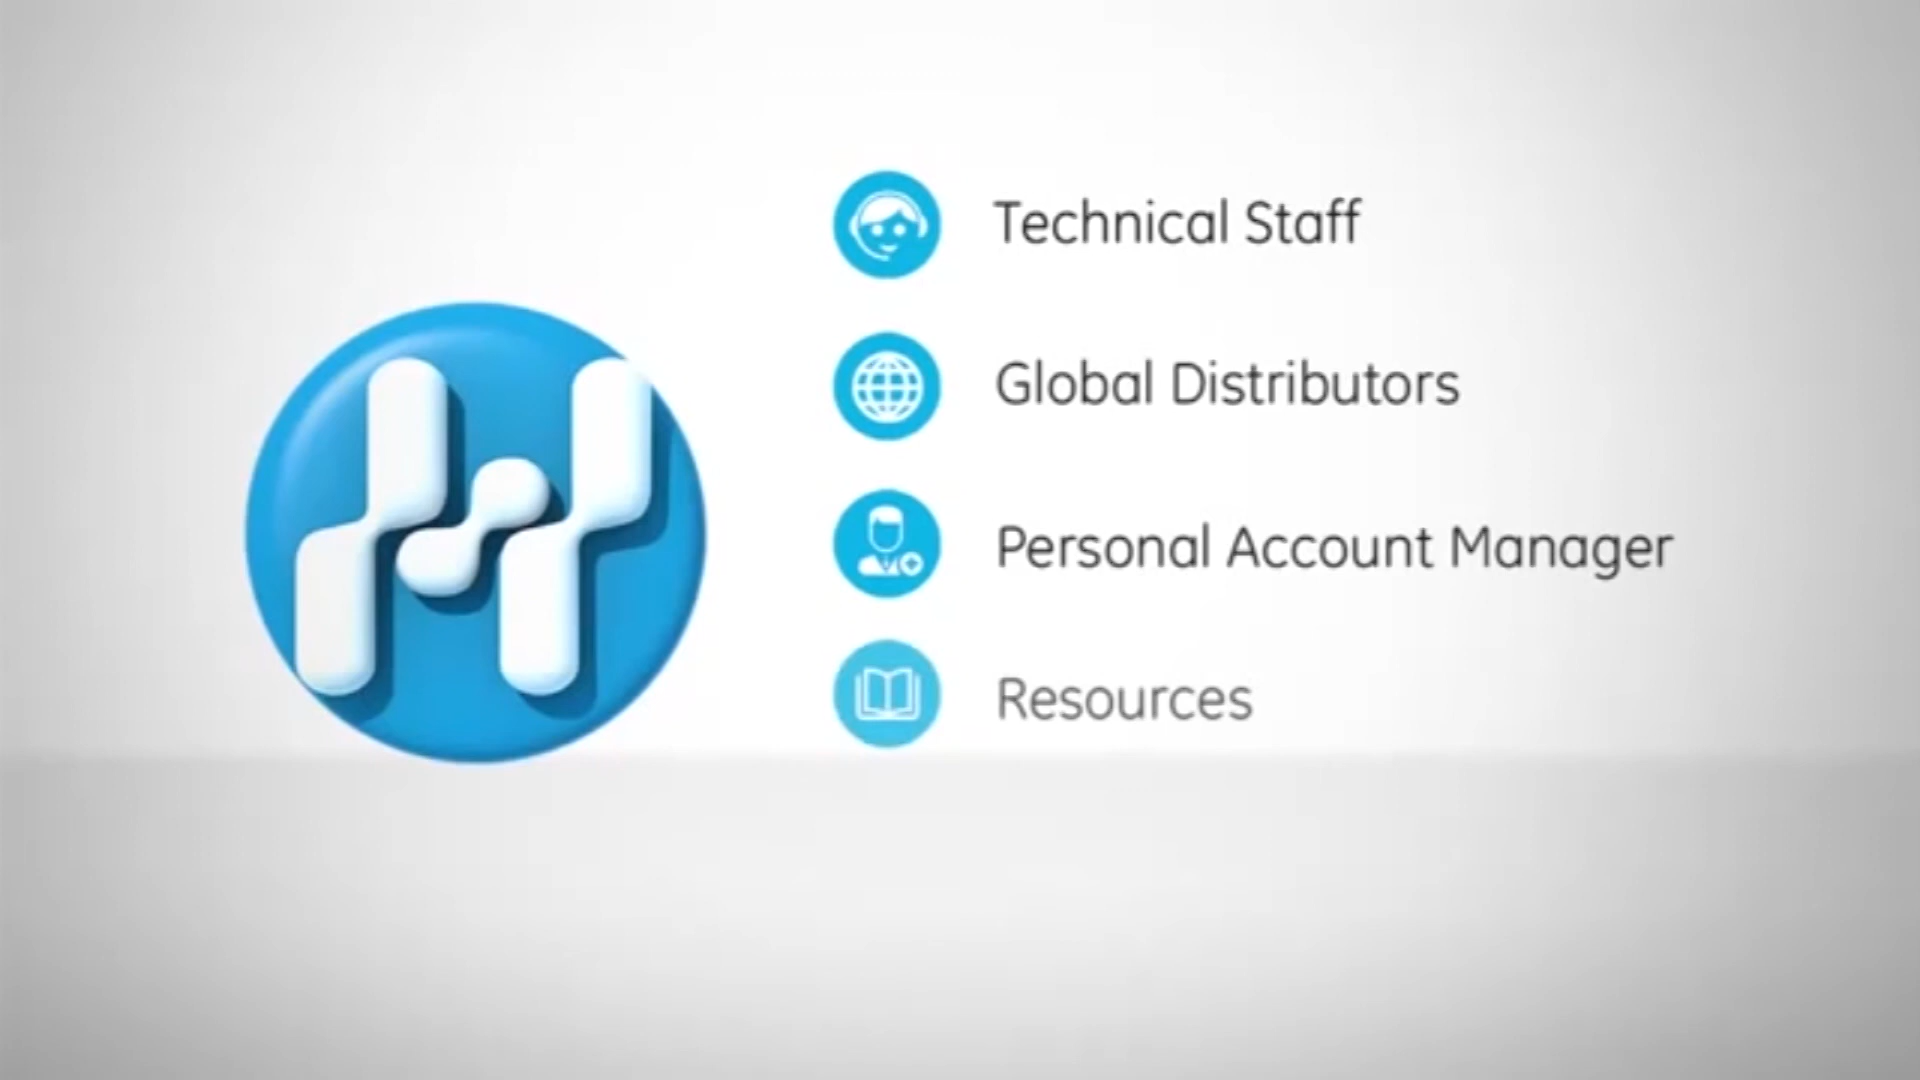 Technical Staff
Global Distributors
Personal Account Manager
Resources